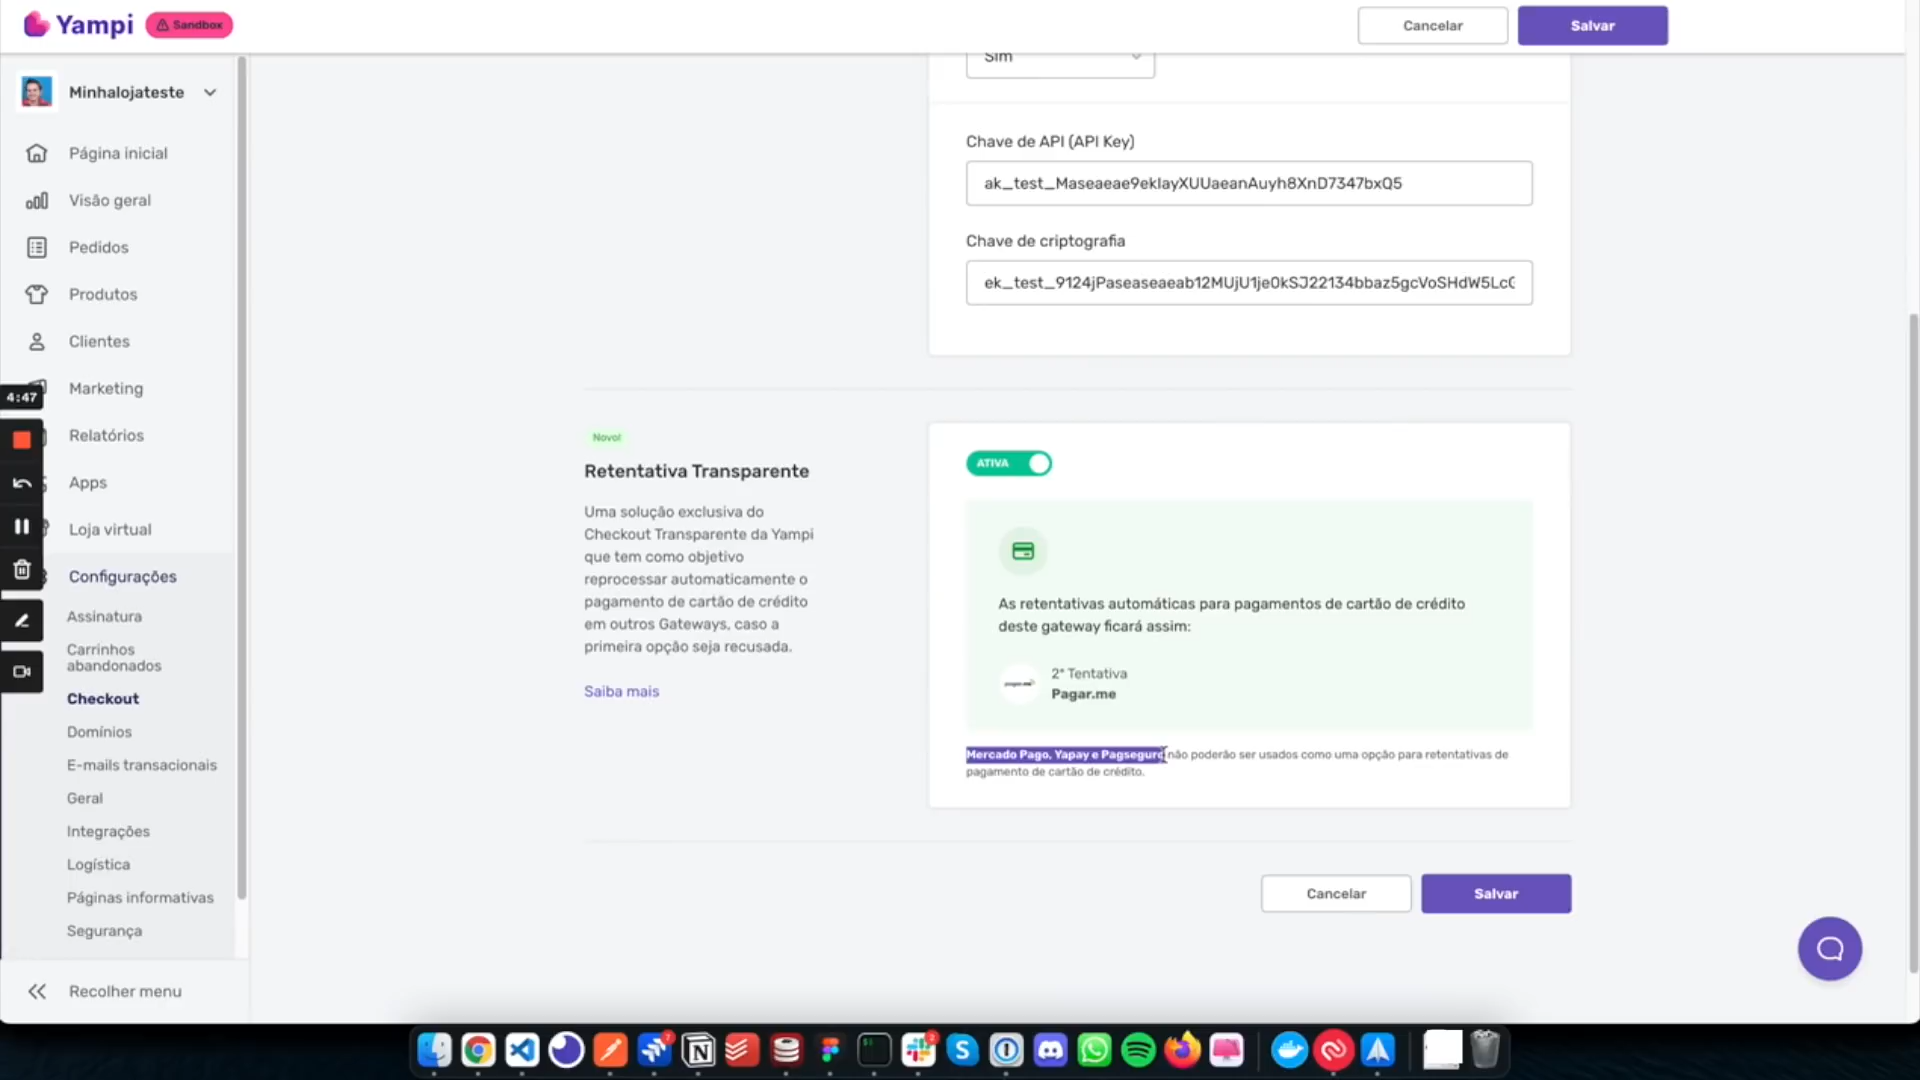 Yampi
Sandbox
Cancelar
Salvar
Minhalojateste
Página inicial
Visão geral
Pedidos
Produtos
Clientes
Marketing
Relatórios
Apps
Loja virtual
Configurações
Assinatura
Carrinhos
abandonados
Checkout
Domínios
E-mails transacionais
Geral
Integrações
Logística
Páginas informativas
Segurança
Recolher menu
4:47
Sim
Chave de API (API Key)
ak_test_Maseaeae9eklayXUUaeanAuyh8XnD7347bxQ5
Chave de criptografia
ek_test_9124jPaseaseaeab12MUjU1je0kSJ22134bbaz5gcVoSHdW5Lc
Novo!
Retentativa Transparente
Uma solução exclusiva do
Checkout Transparente da Yampi
que tem como objetivo
reprocessar automaticamente o
pagamento de cartão de crédito
em outros Gateways, caso a
primeira opção seja recusada.
Saiba mais
ATIVA
As retentativas automáticas para pagamentos de cartão de crédito
deste gateway ficará assim:
pagar.me
2ª Tentativa
Pagar.me
Mercado Pago, Yapay e Pagseguro não poderão ser usados como uma opção para retentativas de
pagamento de cartão de crédito.
Cancelar
Salvar